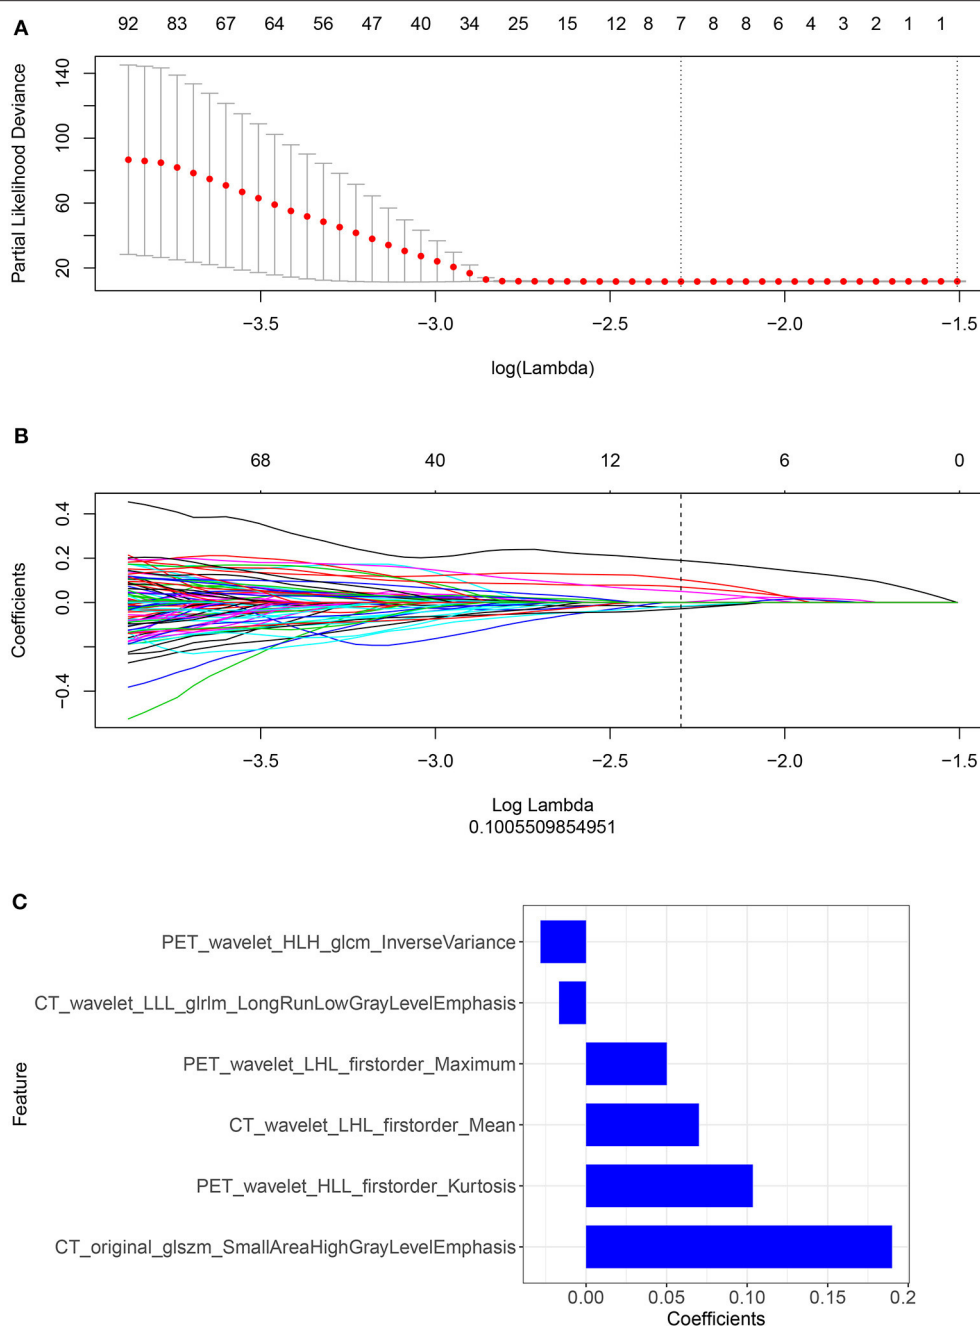 A
92 83 67 64 56 47 40 34 25 15 12 8 7 8 8 6 4 3 2 1 1
Partial Likelihood Deviance
140
100
60
20
−3.5 −3.0 −2.5 −2.0 −1.5
log(Lambda)
B
68 40 12 6 0
Coefficients
0.4
0.2
0.0
−0.4
−3.5 −3.0 −2.5 −2.0 −1.5
Log Lambda
0.1005509854951
C
Feature
PET_wavelet_HLH_glcm_InverseVariance
CT_wavelet_LLL_glrlm_LongRunLowGrayLevelEmphasis
PET_wavelet_LHL_firstorder_Maximum
CT_wavelet_LHL_firstorder_Mean
PET_wavelet_HLL_firstorder_Kurtosis
CT_original_glszm_SmallAreaHighGrayLevelEmphasis
0.00 0.05 0.10 0.15 0.2
Coefficients